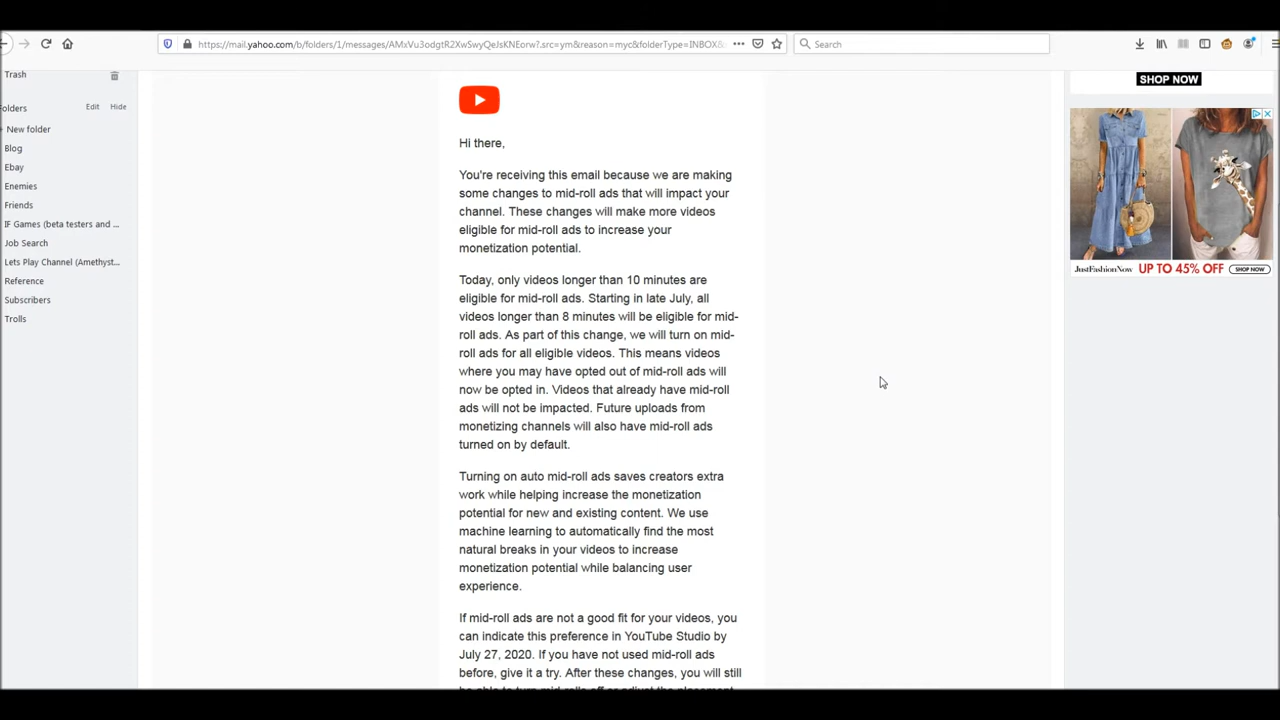 https://mail.yahoo.com/b/folders/1/messages/AMxVu3odgtR2XwSwyQeJsKNEorw?.src=ym&reason=myc&folderType=INBOX&
Search
Trash
Folders Edit Hide
New folder
Blog
Ebay
Enemies
Friends
IF Games (beta testers and ...
Job Search
Lets Play Channel (Amethyst...
Reference
Subscribers
Trolls
Hi there,
You're receiving this email because we are making
some changes to mid-roll ads that will impact your
channel. These changes will make more videos
eligible for mid-roll ads to increase your
monetization potential.
Today, only videos longer than 10 minutes are
eligible for mid-roll ads. Starting in late July, all
videos longer than 8 minutes will be eligible for mid-
roll ads. As part of this change, we will turn on mid-
roll ads for all eligible videos. This means videos
where you may have opted out of mid-roll ads will
now be opted in. Videos that already have mid-roll
ads will not be impacted. Future uploads from
monetizing channels will also have mid-roll ads
turned on by default.
Turning on auto mid-roll ads saves creators extra
work while helping increase the monetization
potential for new and existing content. We use
machine learning to automatically find the most
natural breaks in your videos to increase
monetization potential while balancing user
experience.
If mid-roll ads are not a good fit for your videos, you
can indicate this preference in YouTube Studio by
July 27, 2020. If you have not used mid-roll ads
before, give it a try. After these changes, you will still
be able to turn mid-rolls off or adjust the placement
SHOP NOW
JustFashionNow UP TO 45% OFF SHOP NOW